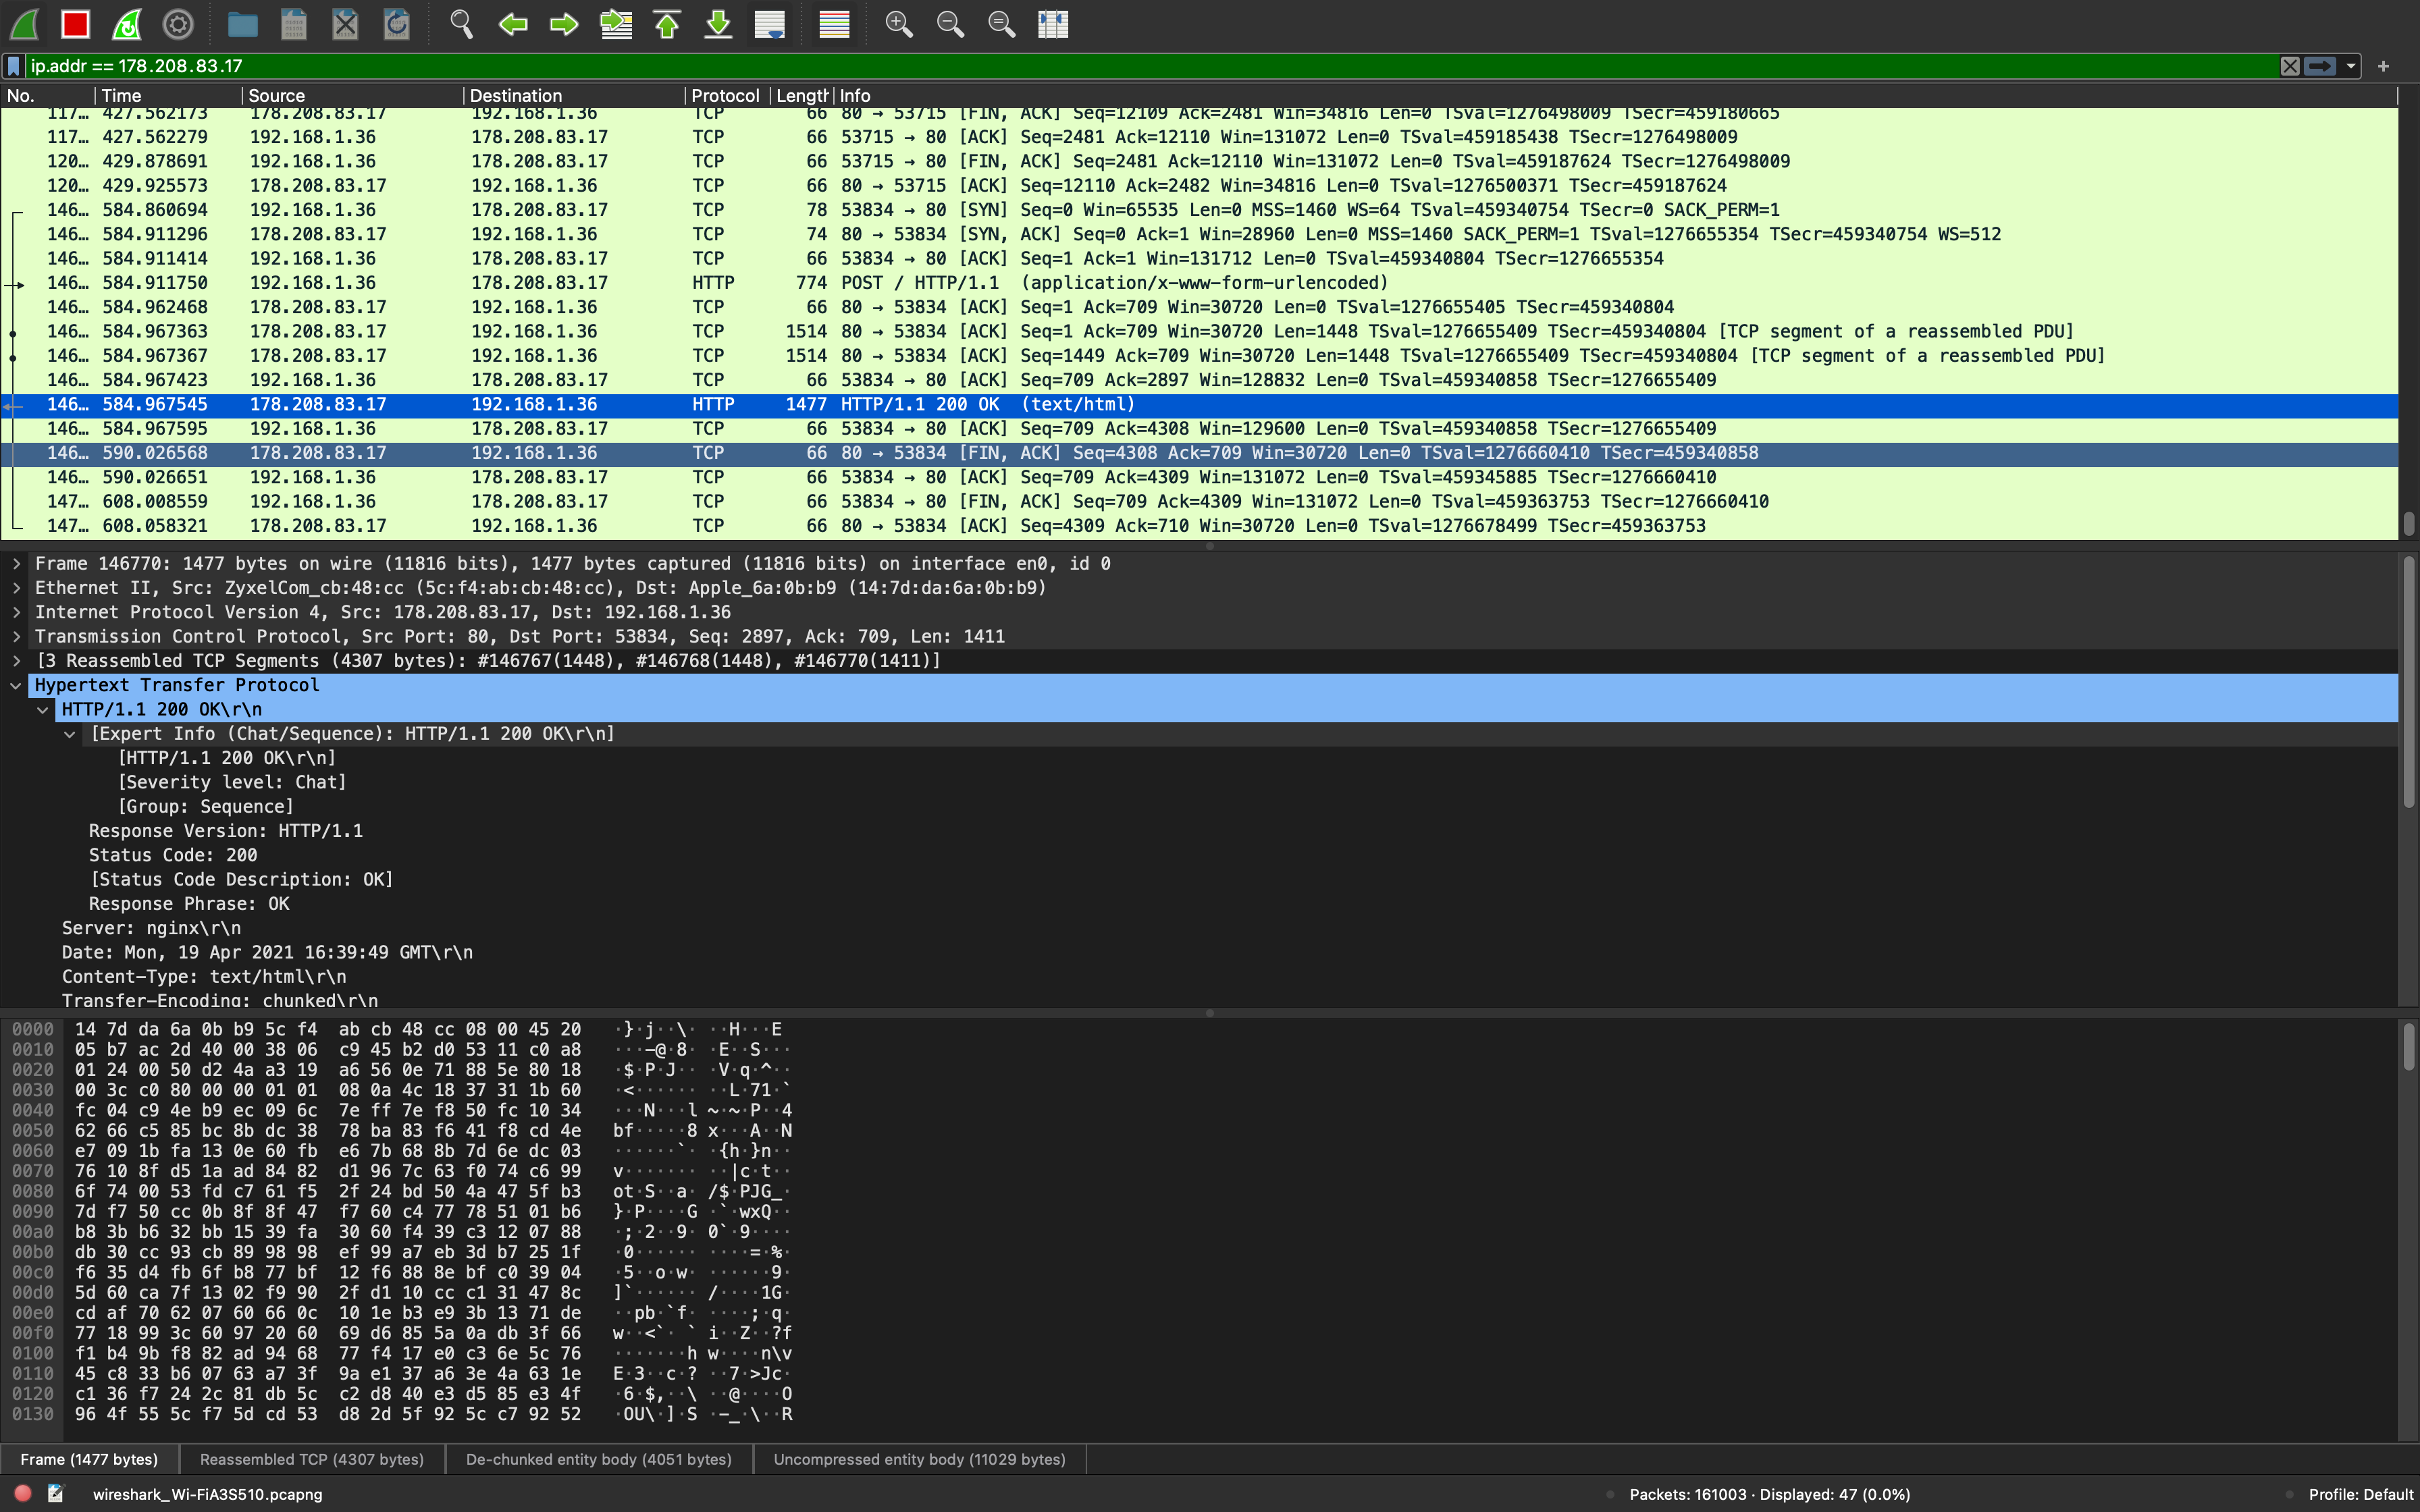 ip.addr == 178.208.83.17
No. Time Source Destination Protocol Length Info
117… 427.562173 178.208.83.17 192.168.1.36 TCP 66 80 → 53715 [FIN, ACK] Seq=12109 Ack=2481 Win=34816 Len=0 TSval=1276498009 TSecr=459180665
117… 427.562279 192.168.1.36 178.208.83.17 TCP 66 53715 → 80 [ACK] Seq=2481 Ack=12110 Win=131072 Len=0 TSval=459185438 TSecr=1276498009
120… 429.878691 192.168.1.36 178.208.83.17 TCP 66 53715 → 80 [FIN, ACK] Seq=2481 Ack=12110 Win=131072 Len=0 TSval=459187624 TSecr=1276498009
120… 429.925573 178.208.83.17 192.168.1.36 TCP 66 80 → 53715 [ACK] Seq=12110 Ack=2482 Win=34816 Len=0 TSval=1276500371 TSecr=459187624
146… 584.860694 192.168.1.36 178.208.83.17 TCP 78 53834 → 80 [SYN] Seq=0 Win=65535 Len=0 MSS=1460 WS=64 TSval=459340754 TSecr=0 SACK_PERM=1
146… 584.911296 178.208.83.17 192.168.1.36 TCP 74 80 → 53834 [SYN, ACK] Seq=0 Ack=1 Win=28960 Len=0 MSS=1460 SACK_PERM=1 TSval=1276655354 TSecr=459340754 WS=512
146… 584.911414 192.168.1.36 178.208.83.17 TCP 66 53834 → 80 [ACK] Seq=1 Ack=1 Win=131712 Len=0 TSval=459340804 TSecr=1276655354
146… 584.911750 192.168.1.36 178.208.83.17 HTTP 774 POST / HTTP/1.1 (application/x-www-form-urlencoded)
146… 584.962468 178.208.83.17 192.168.1.36 TCP 66 80 → 53834 [ACK] Seq=1 Ack=709 Win=30720 Len=0 TSval=1276655405 TSecr=459340804
146… 584.967363 178.208.83.17 192.168.1.36 TCP 1514 80 → 53834 [ACK] Seq=1 Ack=709 Win=30720 Len=1448 TSval=1276655409 TSecr=459340804 [TCP segment of a reassembled PDU]
146… 584.967367 178.208.83.17 192.168.1.36 TCP 1514 80 → 53834 [ACK] Seq=1449 Ack=709 Win=30720 Len=1448 TSval=1276655409 TSecr=459340804 [TCP segment of a reassembled PDU]
146… 584.967423 192.168.1.36 178.208.83.17 TCP 66 53834 → 80 [ACK] Seq=709 Ack=2897 Win=128832 Len=0 TSval=459340858 TSecr=1276655409
146… 584.967545 178.208.83.17 192.168.1.36 HTTP 1477 HTTP/1.1 200 OK (text/html)
146… 584.967595 192.168.1.36 178.208.83.17 TCP 66 53834 → 80 [ACK] Seq=709 Ack=4308 Win=129600 Len=0 TSval=459340858 TSecr=1276655409
146… 590.026568 178.208.83.17 192.168.1.36 TCP 66 80 → 53834 [FIN, ACK] Seq=4308 Ack=709 Win=30720 Len=0 TSval=1276660410 TSecr=459340858
146… 590.026651 192.168.1.36 178.208.83.17 TCP 66 53834 → 80 [ACK] Seq=709 Ack=4309 Win=131072 Len=0 TSval=459345885 TSecr=1276660410
147… 608.008559 192.168.1.36 178.208.83.17 TCP 66 53834 → 80 [FIN, ACK] Seq=709 Ack=4309 Win=131072 Len=0 TSval=459363753 TSecr=1276660410
147… 608.058321 178.208.83.17 192.168.1.36 TCP 66 80 → 53834 [ACK] Seq=4309 Ack=710 Win=30720 Len=0 TSval=1276678499 TSecr=459363753
Frame 146770: 1477 bytes on wire (11816 bits), 1477 bytes captured (11816 bits) on interface en0, id 0
Ethernet II, Src: ZyxelCom_cb:48:cc (5c:f4:ab:cb:48:cc), Dst: Apple_6a:0b:b9 (14:7d:da:6a:0b:b9)
Internet Protocol Version 4, Src: 178.208.83.17, Dst: 192.168.1.36
Transmission Control Protocol, Src Port: 80, Dst Port: 53834, Seq: 2897, Ack: 709, Len: 1411
[3 Reassembled TCP Segments (4307 bytes): #146767(1448), #146768(1448), #146770(1411)]
Hypertext Transfer Protocol
HTTP/1.1 200 OK\r\n
[Expert Info (Chat/Sequence): HTTP/1.1 200 OK\r\n]
[HTTP/1.1 200 OK\r\n]
[Severity level: Chat]
[Group: Sequence]
Response Version: HTTP/1.1
Status Code: 200
[Status Code Description: OK]
Response Phrase: OK
Server: nginx\r\n
Date: Mon, 19 Apr 2021 16:39:49 GMT\r\n
Content-Type: text/html\r\n
Transfer-Encoding: chunked\r\n
0000 14 7d da 6a 0b b9 5c f4 ab cb 48 cc 08 00 45 20 ·}·j··\· ··H···E
0010 05 b7 ac 2d 40 00 38 06 c9 45 b2 d0 53 11 c0 a8 ···-@·8· ·E··S···
0020 01 24 00 50 d2 4a a3 19 a6 56 0e 71 88 5e 80 18 ·$·P·J·· ·V·q·^··
0030 00 3c c0 80 00 00 01 01 08 0a 4c 18 37 31 1b 60 ·<······ ··L·71·`
0040 fc 04 c9 4e b9 ec 09 6c 7e ff 7e f8 50 fc 10 34 ···N···l ~·~·P··4
0050 62 66 c5 85 bc 8b dc 38 78 ba 83 f6 41 f8 cd 4e bf·····8 x···A··N
0060 e7 09 1b fa 13 0e 60 fb e6 7b 68 8b 7d 6e dc 03 ······`· ·{h·}n··
0070 76 10 8f d5 1a ad 84 82 d1 96 7c 63 f0 74 c6 99 v······· ··|c·t··
0080 6f 74 00 53 fd c7 61 f5 2f 24 bd 50 4a 47 5f b3 ot·S··a· /$·PJG_·
0090 7d f7 50 cc 0b 8f 8f 47 f7 60 c4 77 78 51 01 b6 }·P····G ·`·wxQ··
00a0 b8 3b b6 32 bb 15 39 fa 30 60 f4 39 c3 12 07 88 ·;·2··9· 0`·9····
00b0 db 30 cc 93 cb 89 98 98 ef 99 a7 eb 3d b7 25 1f ·0······ ····=·%·
00c0 f6 35 d4 fb 6f b8 77 bf 12 f6 88 8e bf c0 39 04 ·5··o·w· ······9·
00d0 5d 60 ca 7f 13 02 f9 90 2f d1 10 cc c1 31 47 8c ]`······ /····1G·
00e0 cd af 70 62 07 60 66 0c 10 1e b3 e9 3b 13 71 de ··pb·`f· ····;·q·
00f0 77 18 99 3c 60 97 20 60 69 d6 85 5a 0a db 3f 66 w··<`· ` i··Z··?f
0100 f1 b4 9b f8 82 ad 94 68 77 f4 17 e0 c3 6e 5c 76 ·······h w····n\v
0110 45 c8 33 b6 07 63 a7 3f 9a e1 37 a6 3e 4a 63 1e E·3··c·? ··7·>Jc·
0120 c1 36 f7 24 2c 81 db 5c c2 d8 40 e3 d5 85 e3 4f ·6·$,··\ ··@····O
0130 96 4f 55 5c f7 5d cd 53 d8 2d 5f 92 5c c7 92 52 ·OU\·]·S ·-_·\··R
Frame (1477 bytes) Reassembled TCP (4307 bytes) De-chunked entity body (4051 bytes) Uncompressed entity body (11029 bytes)
wireshark_Wi-FiA3S510.pcapng Packets: 161003 · Displayed: 47 (0.0%) Profile: Default